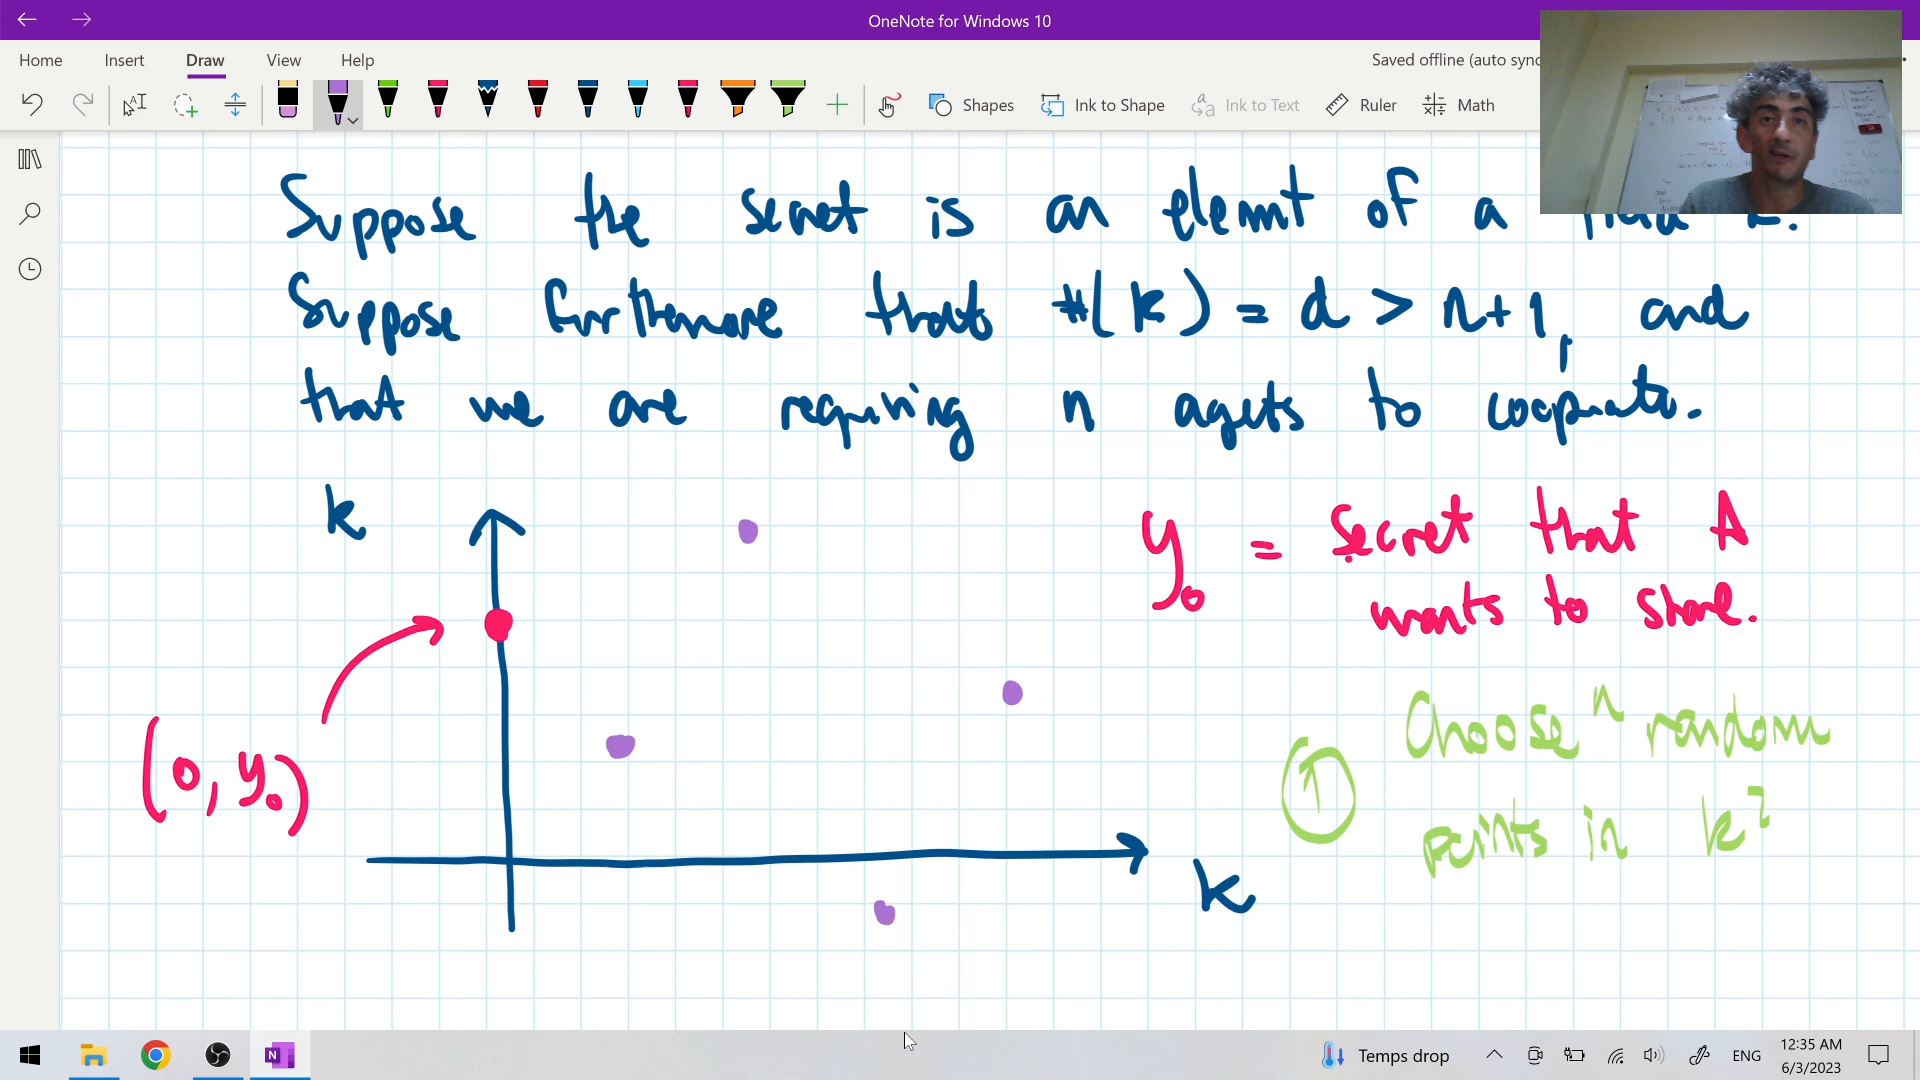 OneNote for Windows 10
Home Insert Draw View Help
Saved offline (auto sync
Shapes Ink to Shape Ink to Text Ruler Math
Suppose the secret is an elemnt of a field k.
Suppose furthermore that #(k) = d > n+1, and
that we are requiring n agets to cooperate.
k
y₀ = secret that A
wants to share.
(0, y₀)
① Choose n random
points in k²
k
Temps drop
ENG
12:35 AM
6/3/2023